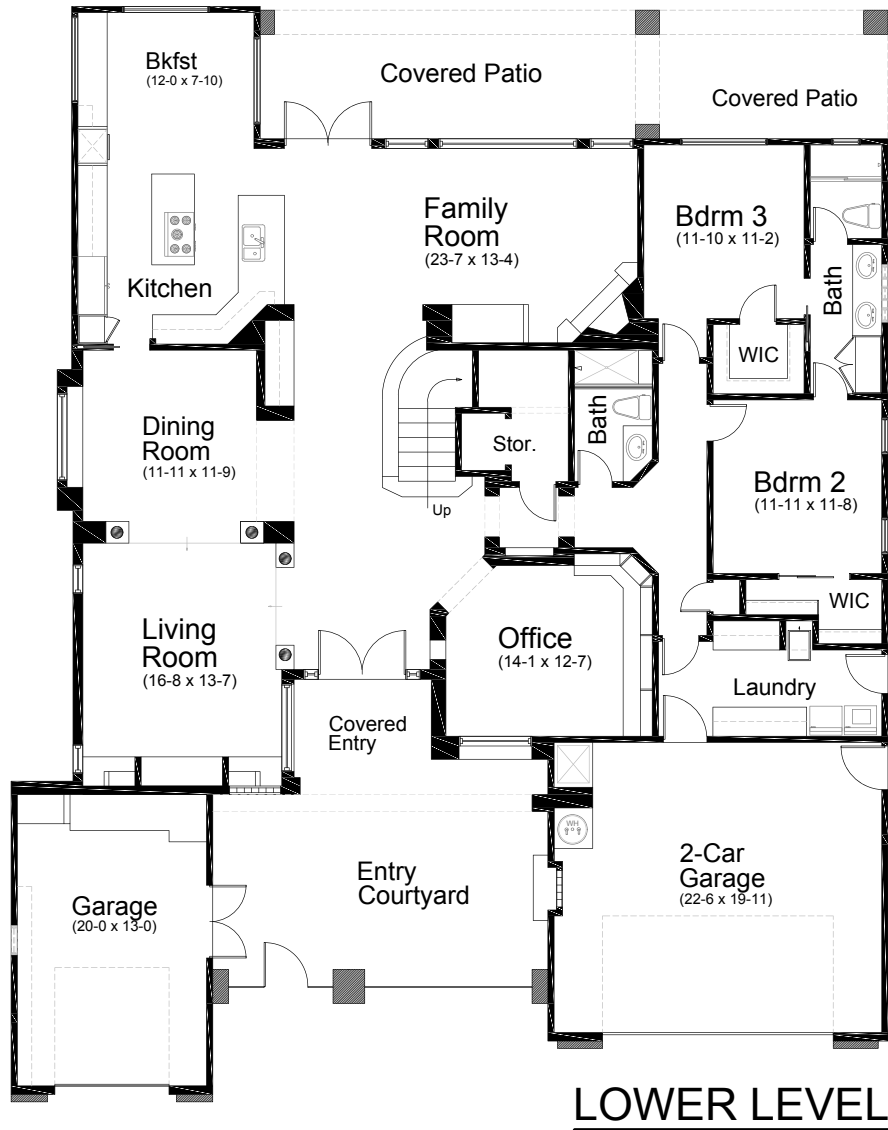 Bkfst
(12-0 x 7-10)
Covered Patio
Covered Patio
Family
Room
(23-7 x 13-4)
Bdrm 3
(11-10 x 11-2)
Kitchen
Bath
WIC
Dining
Room
(11-11 x 11-9)
Stor.
Bath
Up
Bdrm 2
(11-11 x 11-8)
WIC
Living
Room
(16-8 x 13-7)
Office
(14-1 x 12-7)
Laundry
Covered
Entry
WH
2-Car
Garage
(22-6 x 19-11)
Entry
Courtyard
Garage
(20-0 x 13-0)
LOWER LEVEL